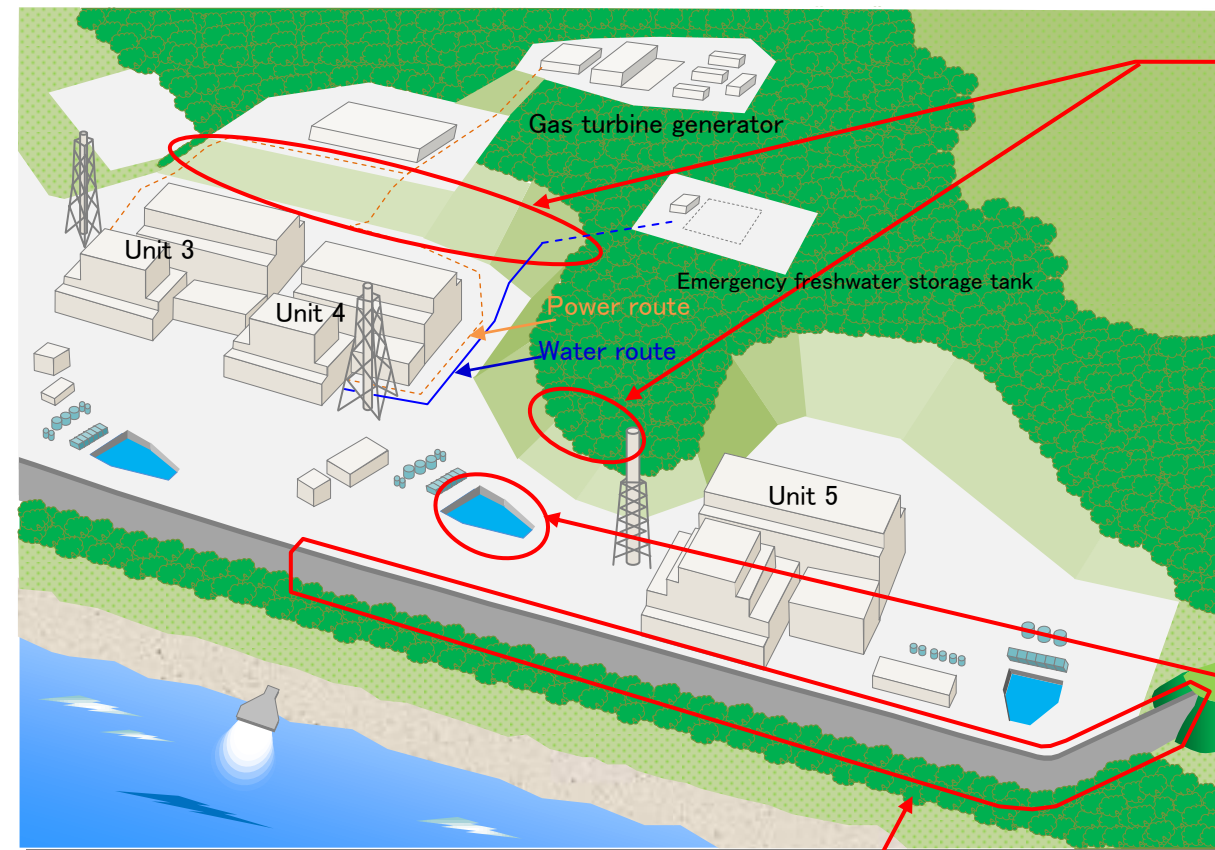 Gas turbine generator
Unit 3
Emergency freshwater storage tank
Unit 4
Power route
Water route
Unit 5